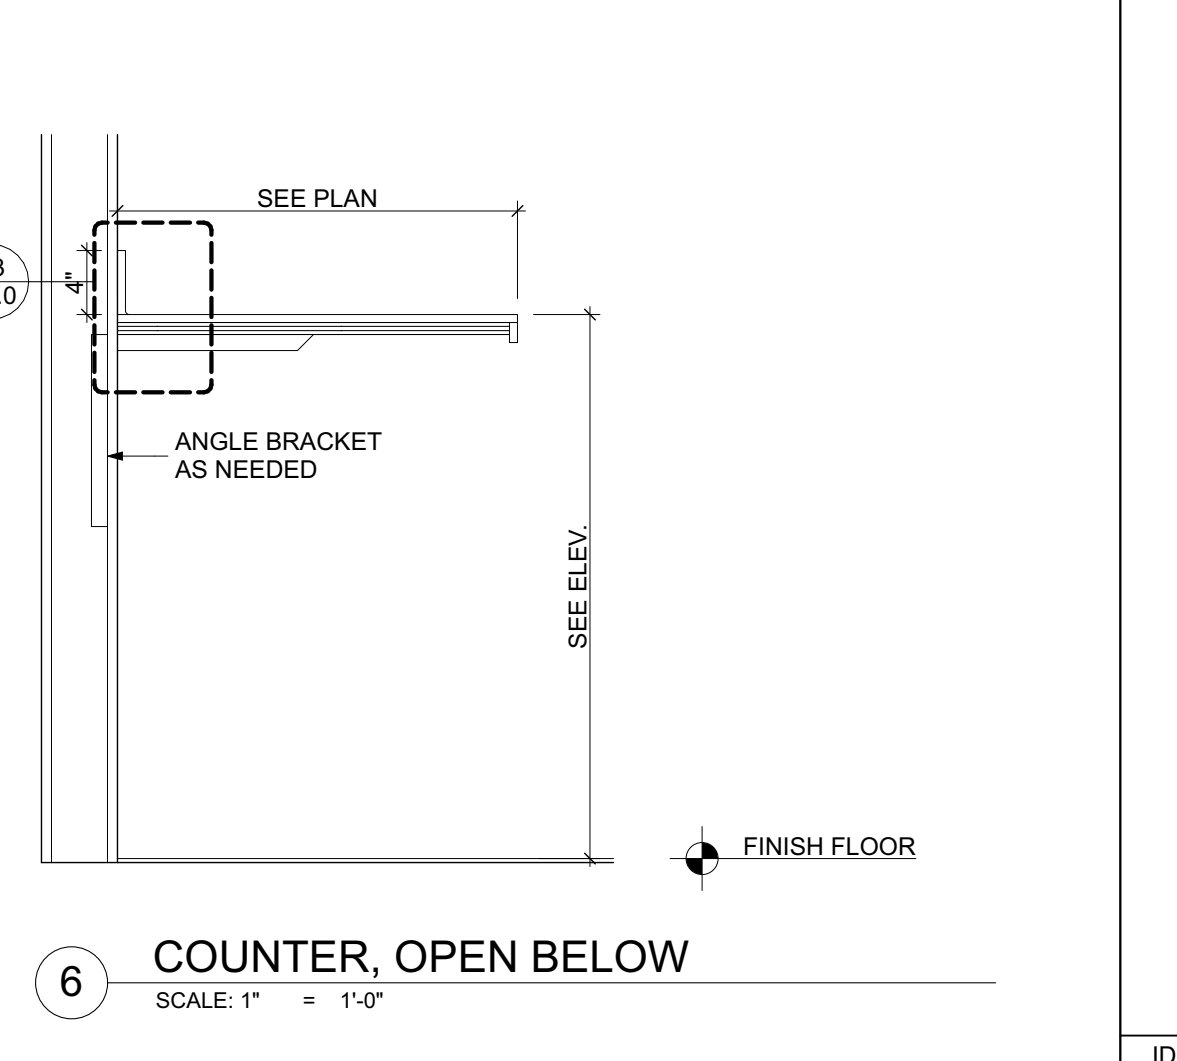 SEE PLAN
4"
ANGLE BRACKET
AS NEEDED
SEE ELEV.
FINISH FLOOR
6
COUNTER, OPEN BELOW
SCALE: 1" = 1'-0"
ID